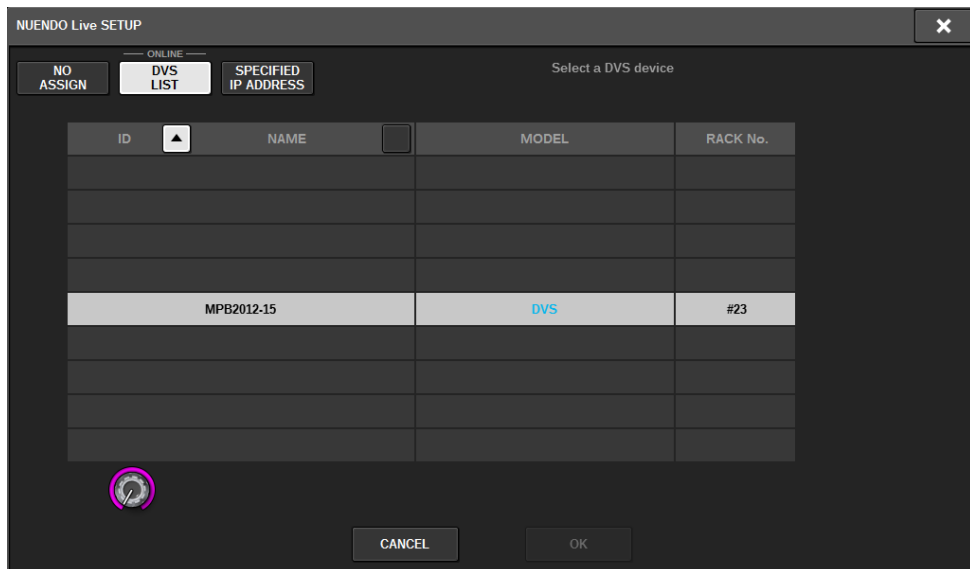 NUENDO Live SETUP
ONLINE
NO ASSIGN
DVS LIST
SPECIFIED IP ADDRESS
Select a DVS device
ID NAME MODEL RACK No.
MPB2012-15 DVS #23
CANCEL OK